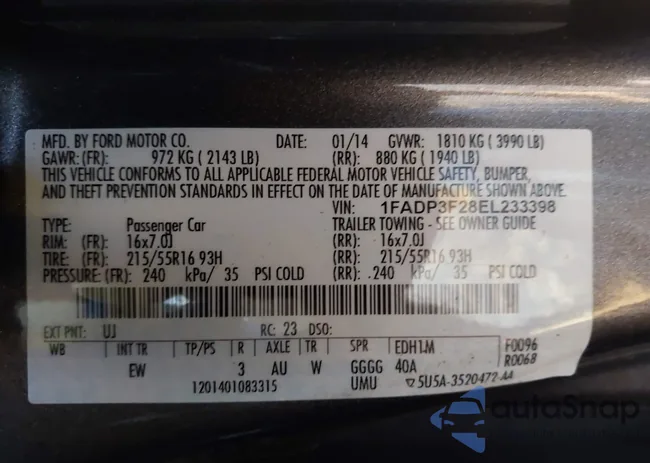 MFD. BY FORD MOTOR CO. DATE: 01/14 GVWR: 1810 KG ( 3990 LB)
GAWR: (FR): 972 KG ( 2143 LB) (RR): 880 KG ( 1940 LB)
THIS VEHICLE CONFORMS TO ALL APPLICABLE FEDERAL MOTOR VEHICLE SAFETY, BUMPER,
AND THEFT PREVENTION STANDARDS IN EFFECT ON THE DATE OF MANUFACTURE SHOWN ABOVE.
VIN: 1FADP3F28EL233398
TYPE: Passenger Car TRAILER TOWING - SEE OWNER GUIDE
RIM: (FR): 16x7.0J (RR): 16x7.0J
TIRE: (FR): 215/55R16 93H (RR): 215/55R16 93H
PRESSURE: (FR): 240 kPa/ 35 PSI COLD (RR): 240 kPa/ 35 PSI COLD
EXT PNT: UJ RC: 23 DSO:
WB INT TR TP/PS R AXLE TR SPR EDH1M F0096
R0068
EW 3 AU W GGGG 40A
1201401083315 UMU 5U5A-3520472-AA
autoSnap
POWERED BY